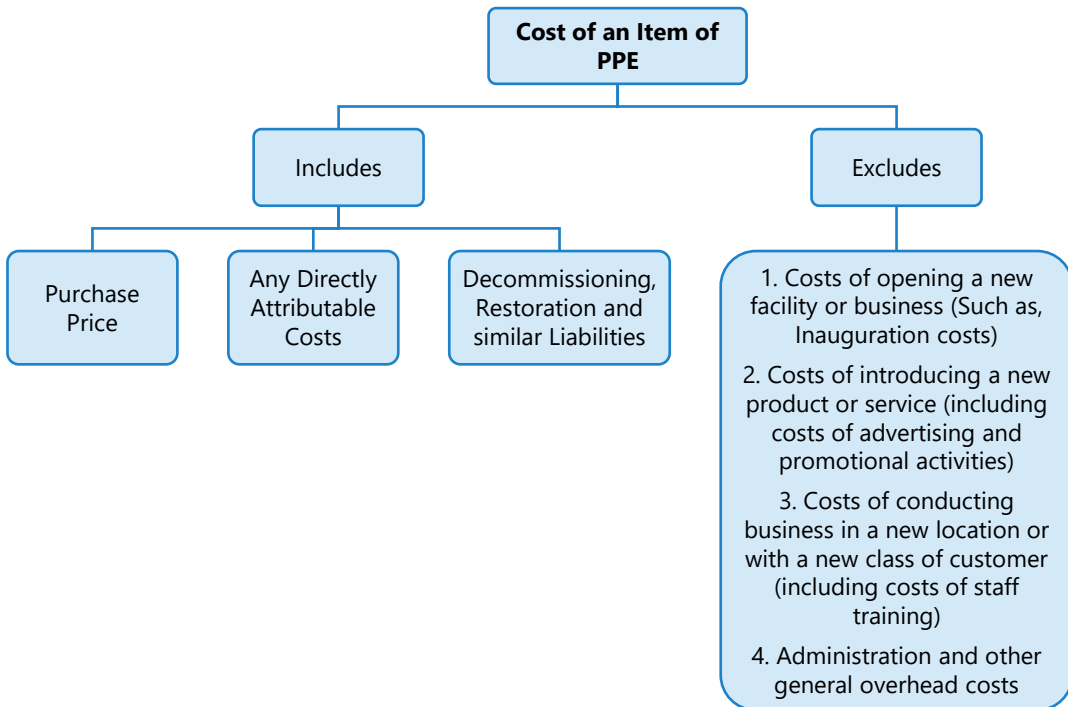 Cost of an Item of
PPE
Includes
Excludes
Purchase
Price
Any Directly
Attributable
Costs
Decommissioning,
Restoration and
similar Liabilities
1. Costs of opening a new
facility or business (Such as,
Inauguration costs)
2. Costs of introducing a new
product or service (including
costs of advertising and
promotional activities)
3. Costs of conducting
business in a new location or
with a new class of customer
(including costs of staff
training)
4. Administration and other
general overhead costs